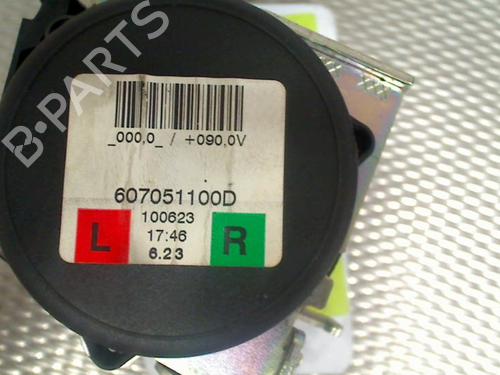 B-PARTS
_000,0_ / +090,0V
607051100D
100623
L
R
17:46
6.23